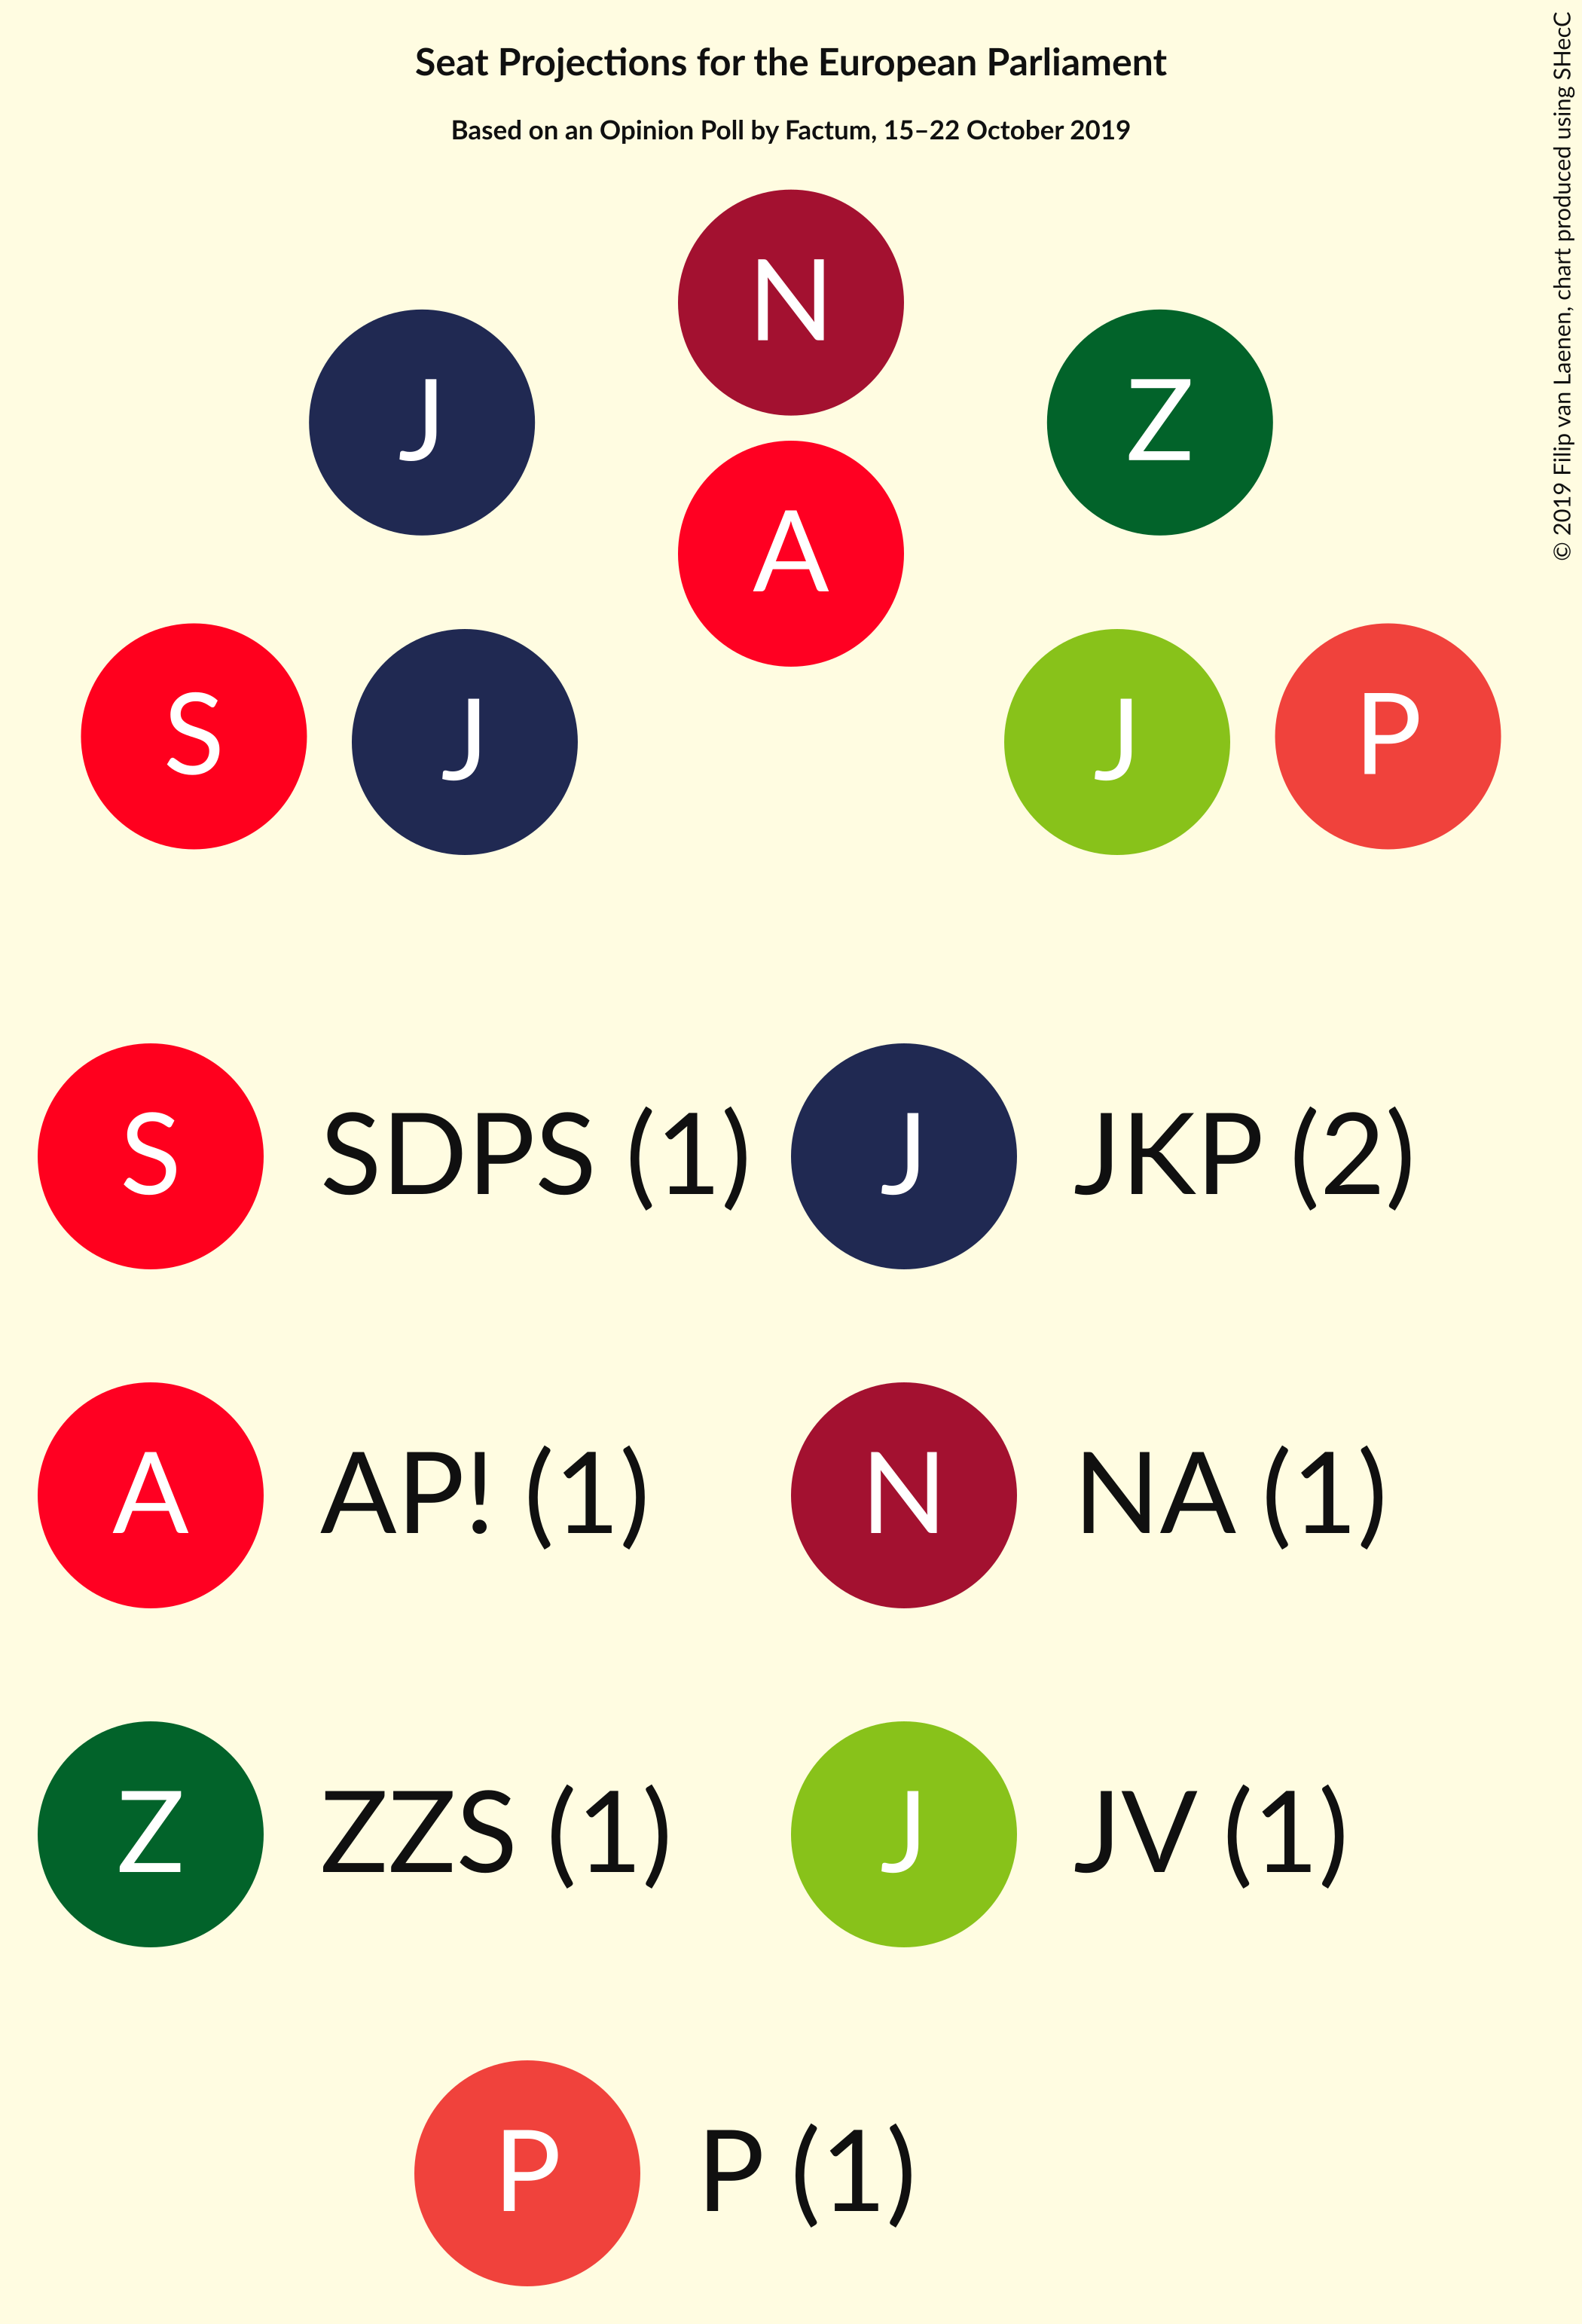 Seat Projections for the European Parliament
Based on an Opinion Poll by Factum, 15–22 October 2019
© 2019 Filip van Laenen, chart produced using SHecC
N
J
Z
A
S
J
J
P
S SDPS (1)
J JKP (2)
A AP! (1)
N NA (1)
Z ZZS (1)
J JV (1)
P P (1)